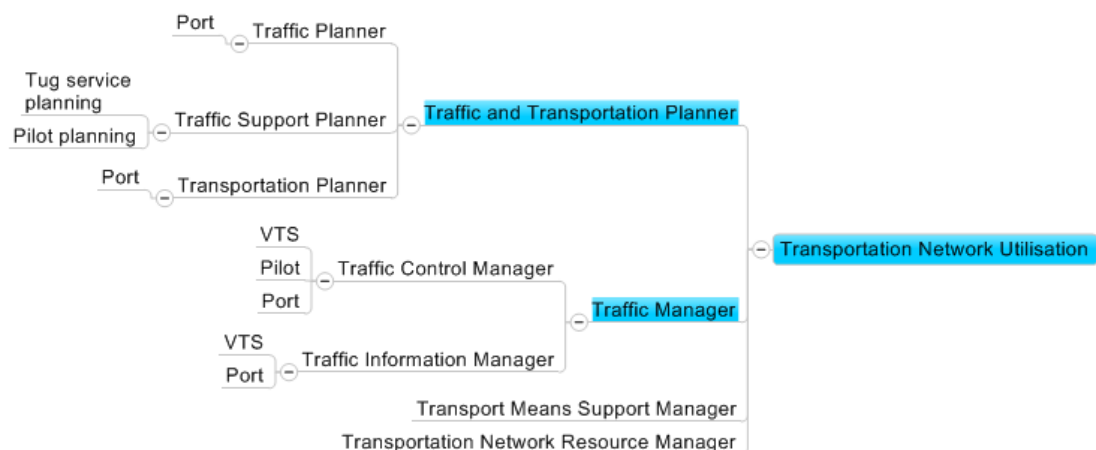 Port
Traffic Planner
Tug service
planning
Pilot planning
Traffic Support Planner
Traffic and Transportation Planner
Port
Transportation Planner
Transportation Network Utilisation
VTS
Pilot
Port
Traffic Control Manager
Traffic Manager
VTS
Port
Traffic Information Manager
Transport Means Support Manager
Transportation Network Resource Manager